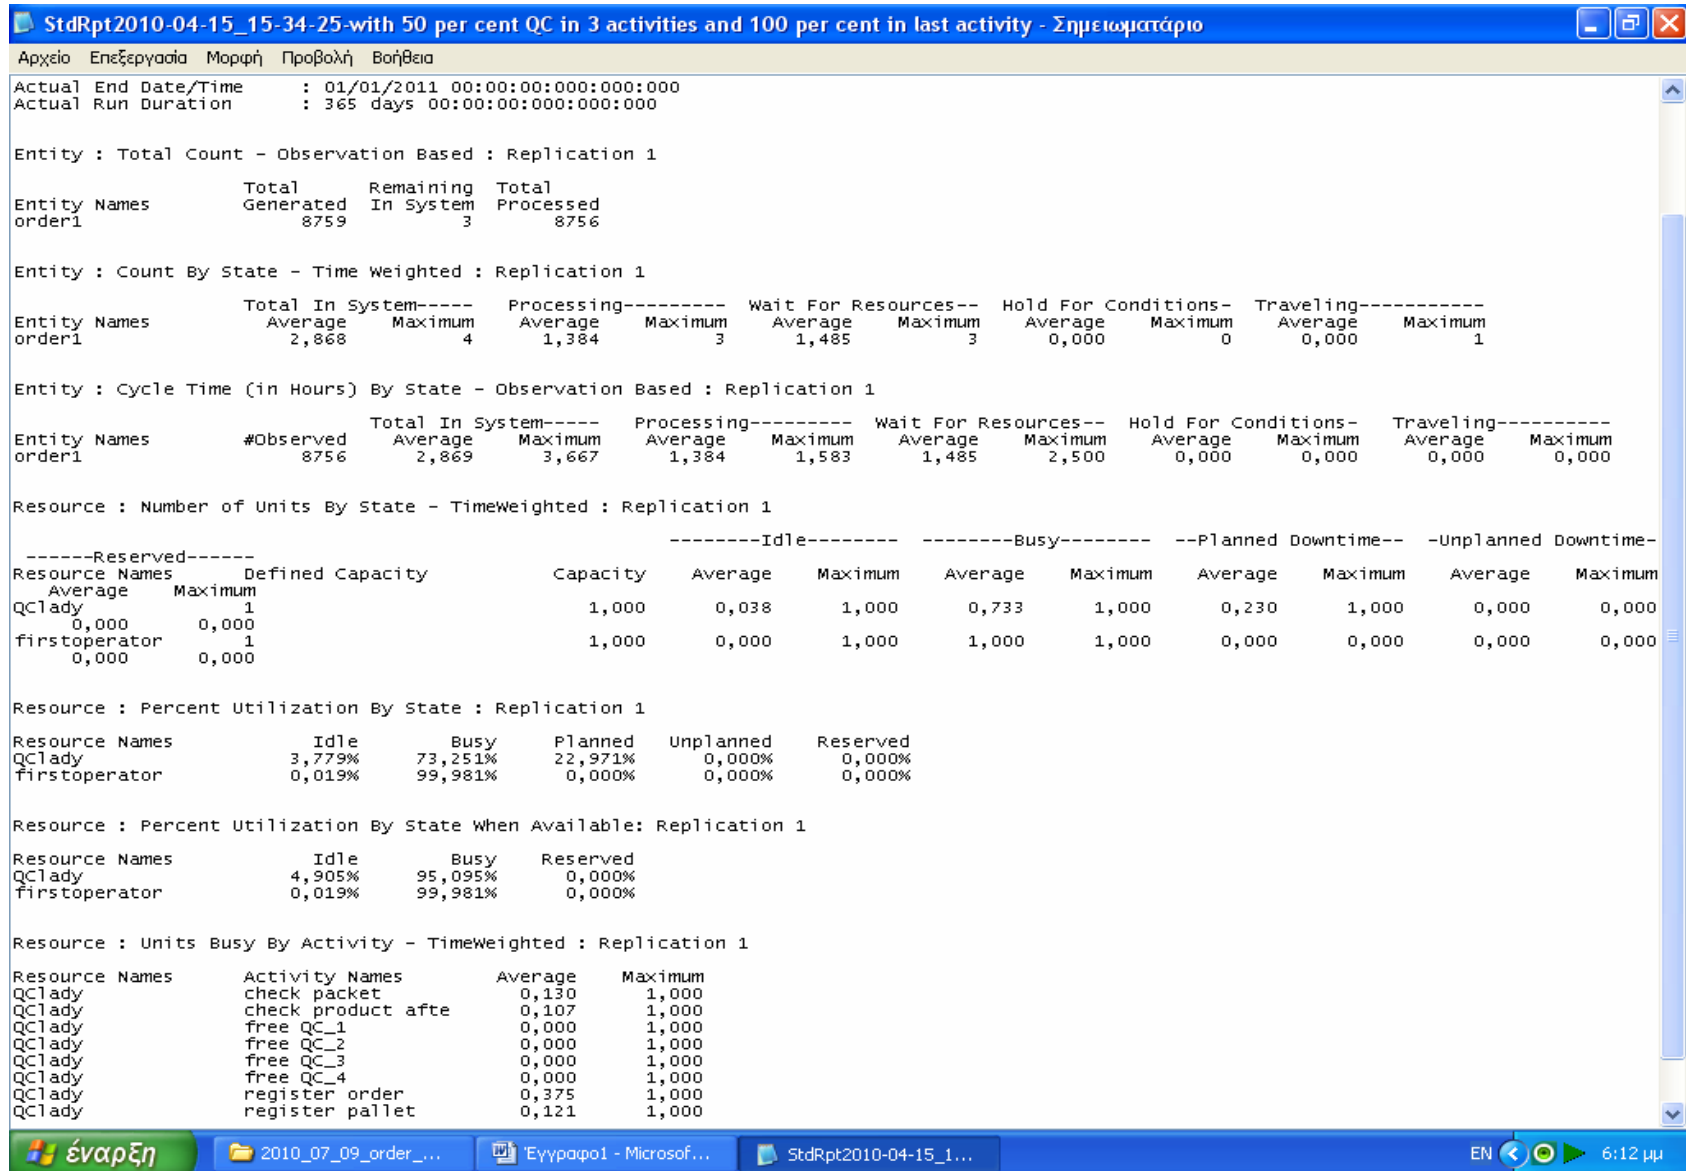 StdRpt2010-04-15_15-34-25-with 50 per cent QC in 3 activities and 100 per cent in last activity - Σημειωματάριο
Αρχείο Επεξεργασία Μορφή Προβολή Βοήθεια
Actual End Date/Time : 01/01/2011 00:00:00:000:000:000
Actual Run Duration : 365 days 00:00:00:000:000:000
Entity : Total Count - Observation Based : Replication 1
Total Remaining Total
Entity Names Generated In System Processed
order1 8759 3 8756
Entity : Count By State - Time Weighted : Replication 1
Total In System----- Processing--------- Wait For Resources-- Hold For Conditions- Traveling-----------
Entity Names Average Maximum Average Maximum Average Maximum Average Maximum Average Maximum
order1 2,868 4 1,384 3 1,485 3 0,000 0 0,000 1
Entity : Cycle Time (in Hours) By State - Observation Based : Replication 1
Total In System----- Processing--------- Wait For Resources-- Hold For Conditions- Traveling----------
Entity Names #Observed Average Maximum Average Maximum Average Maximum Average Maximum Average Maximum
order1 8756 2,869 3,667 1,384 1,583 1,485 2,500 0,000 0,000 0,000 0,000
Resource : Number of Units By State - TimeWeighted : Replication 1
--------Idle-------- --------Busy-------- --Planned Downtime-- -Unplanned Downtime-
------Reserved------
Resource Names Defined Capacity Capacity Average Maximum Average Maximum Average Maximum Average Maximum
Average Maximum
QClady 1 1,000 0,038 1,000 0,733 1,000 0,230 1,000 0,000 0,000
0,000 0,000
firstoperator 1 1,000 0,000 1,000 1,000 1,000 0,000 0,000 0,000 0,000
0,000 0,000
Resource : Percent Utilization By State : Replication 1
Resource Names Idle Busy Planned Unplanned Reserved
QClady 3,779% 73,251% 22,971% 0,000% 0,000%
firstoperator 0,019% 99,981% 0,000% 0,000% 0,000%
Resource : Percent Utilization By State When Available: Replication 1
Resource Names Idle Busy Reserved
QClady 4,905% 95,095% 0,000%
firstoperator 0,019% 99,981% 0,000%
Resource : Units Busy By Activity - TimeWeighted : Replication 1
Resource Names Activity Names Average Maximum
QClady check packet 0,130 1,000
QClady check product afte 0,107 1,000
QClady free QC_1 0,000 1,000
QClady free QC_2 0,000 1,000
QClady free QC_3 0,000 1,000
QClady free QC_4 0,000 1,000
QClady register order 0,375 1,000
QClady register pallet 0,121 1,000
έναρξη 2010_07_09_order_... Έγγραφο1 - Microsof... StdRpt2010-04-15_1... EN 6:12 μμ